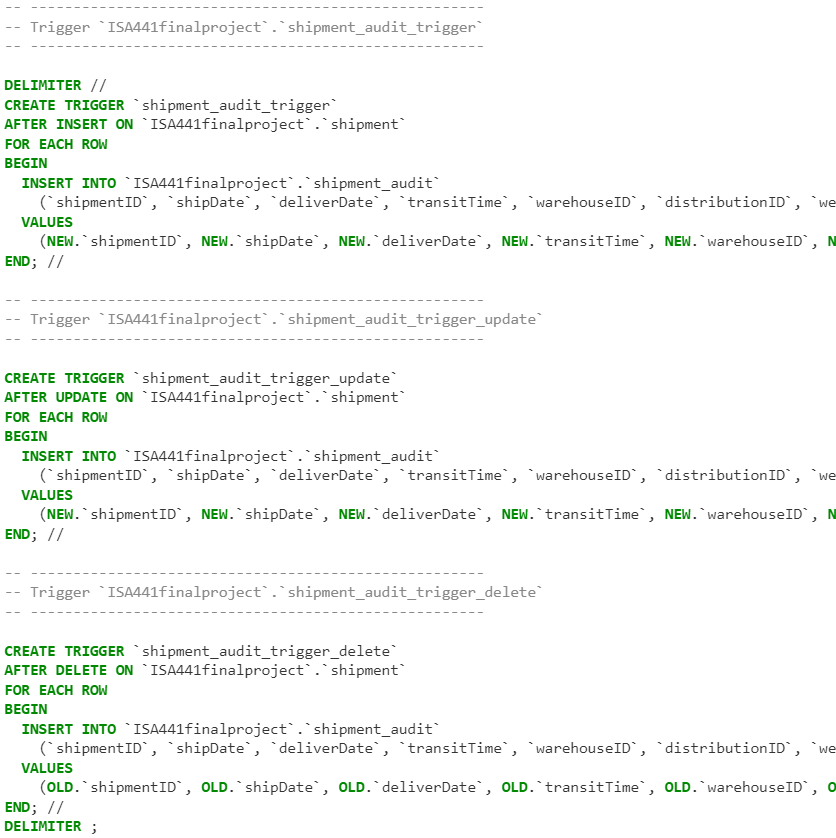 -- -----------------------------------------------------
-- Trigger `ISA441finalproject`.`shipment_audit_trigger`
-- -----------------------------------------------------
DELIMITER //
CREATE TRIGGER `shipment_audit_trigger`
AFTER INSERT ON `ISA441finalproject`.`shipment`
FOR EACH ROW
BEGIN
INSERT INTO `ISA441finalproject`.`shipment_audit`
(`shipmentID`, `shipDate`, `deliverDate`, `transitTime`, `warehouseID`, `distributionID`, `we
VALUES
(NEW.`shipmentID`, NEW.`shipDate`, NEW.`deliverDate`, NEW.`transitTime`, NEW.`warehouseID`, N
END; //
-- -----------------------------------------------------
-- Trigger `ISA441finalproject`.`shipment_audit_trigger_update`
-- -----------------------------------------------------
CREATE TRIGGER `shipment_audit_trigger_update`
AFTER UPDATE ON `ISA441finalproject`.`shipment`
FOR EACH ROW
BEGIN
INSERT INTO `ISA441finalproject`.`shipment_audit`
(`shipmentID`, `shipDate`, `deliverDate`, `transitTime`, `warehouseID`, `distributionID`, `we
VALUES
(NEW.`shipmentID`, NEW.`shipDate`, NEW.`deliverDate`, NEW.`transitTime`, NEW.`warehouseID`, N
END; //
-- -----------------------------------------------------
-- Trigger `ISA441finalproject`.`shipment_audit_trigger_delete`
-- -----------------------------------------------------
CREATE TRIGGER `shipment_audit_trigger_delete`
AFTER DELETE ON `ISA441finalproject`.`shipment`
FOR EACH ROW
BEGIN
INSERT INTO `ISA441finalproject`.`shipment_audit`
(`shipmentID`, `shipDate`, `deliverDate`, `transitTime`, `warehouseID`, `distributionID`, `we
VALUES
(OLD.`shipmentID`, OLD.`shipDate`, OLD.`deliverDate`, OLD.`transitTime`, OLD.`warehouseID`, O
END; //
DELIMITER ;